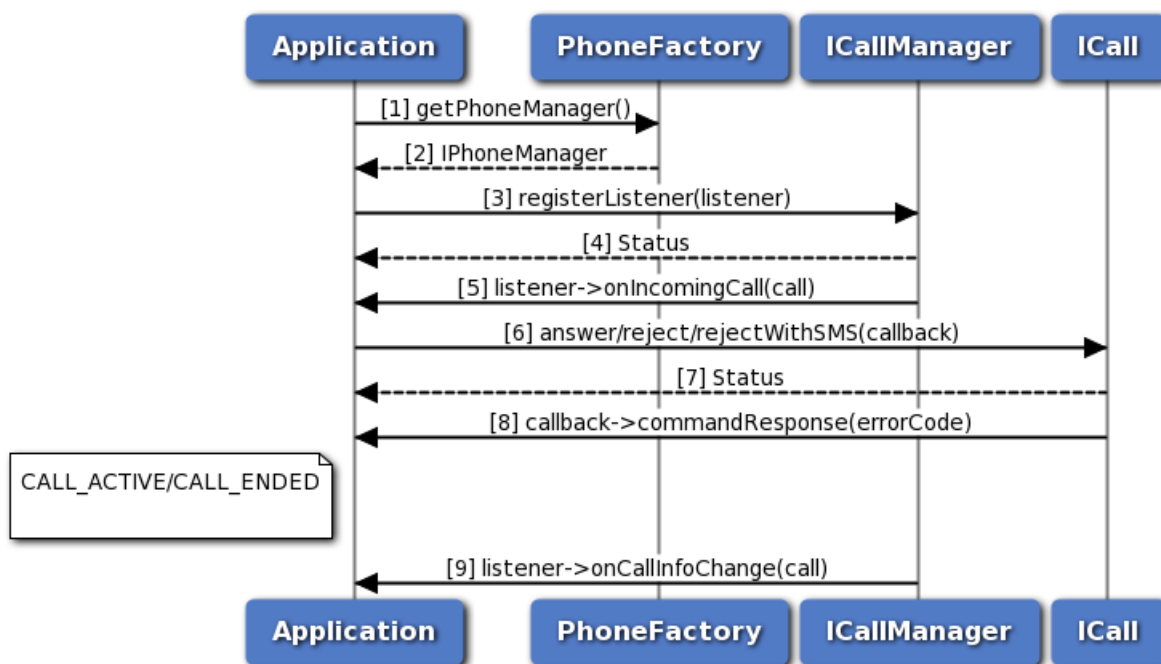 Application PhoneFactory ICallManager ICall
[1] getPhoneManager()
[2] IPhoneManager
[3] registerListener(listener)
[4] Status
[5] listener->onIncomingCall(call)
[6] answer/reject/rejectWithSMS(callback)
[7] Status
[8] callback->commandResponse(errorCode)
CALL_ACTIVE/CALL_ENDED
[9] listener->onCallInfoChange(call)
Application PhoneFactory ICallManager ICall